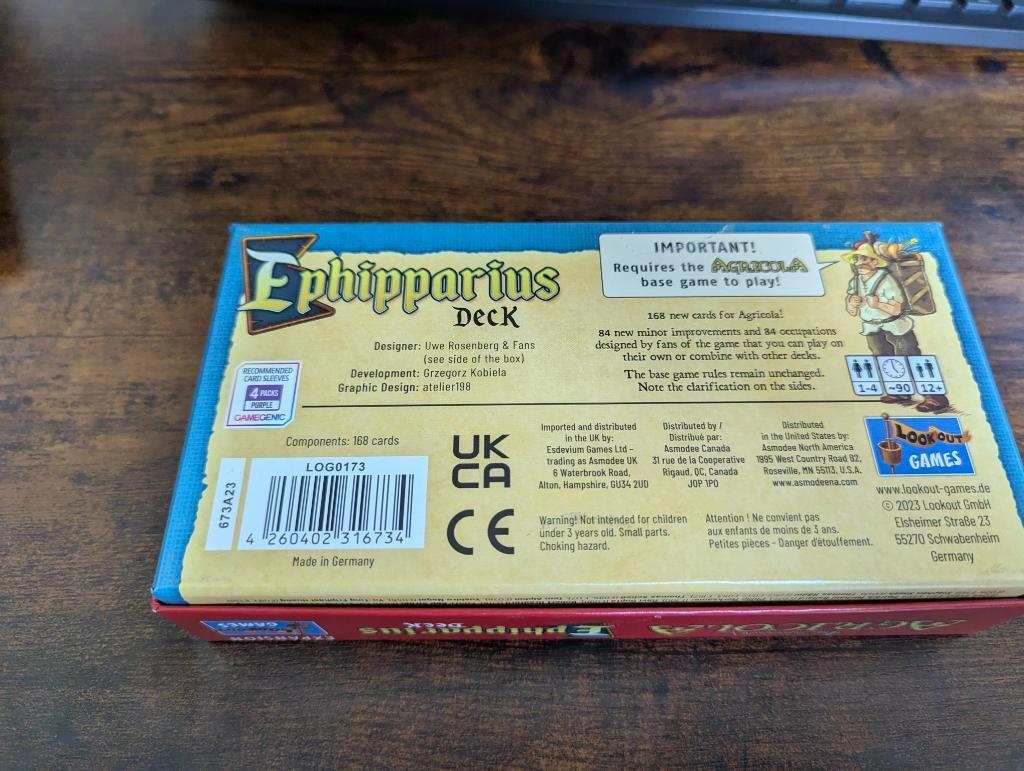 Ephipparius
Deck
IMPORTANT!
Requires the AGRICOLA
base game to play!
Designer: Uwe Rosenberg & Fans
(see side of the box)
Development: Grzegorz Kobiela
Graphic Design: atelier198
168 new cards for Agricola!
84 new minor improvements and 84 occupations
designed by fans of the game that you can play on
their own or combine with other decks.
The base game rules remain unchanged.
Note the clarification on the sides.
1-4 ~90 12+
RECOMMENDED
CARD SLEEVES
4 PACKS
PURPLE
GAMEGENIC
Components: 168 cards
673A23
LOG0173
4 260402 316734
Made in Germany
UK
CA
CE
Imported and distributed
in the UK by:
Esdevium Games Ltd –
trading as Asmodee UK
6 Waterbrook Road,
Alton, Hampshire, GU34 2UD
Distributed by /
Distribué par:
Asmodee Canada
31 rue de la Cooperative
Rigaud, QC, Canada
J0P 1P0
Distributed
in the United States by:
Asmodee North America
1995 West Country Road B2,
Roseville, MN 55113, U.S.A.
www.asmodeena.com
Warning! Not intended for children
under 3 years old. Small parts.
Choking hazard.
Attention ! Ne convient pas
aux enfants de moins de 3 ans.
Petites pièces - Danger d'étouffement.
LOOKOUT
GAMES
www.lookout-games.de
© 2023 Lookout GmbH
Elsheimer Straße 23
55270 Schwabenheim
Germany
AGRICOLA
Ephipparius
Deck
GAMES